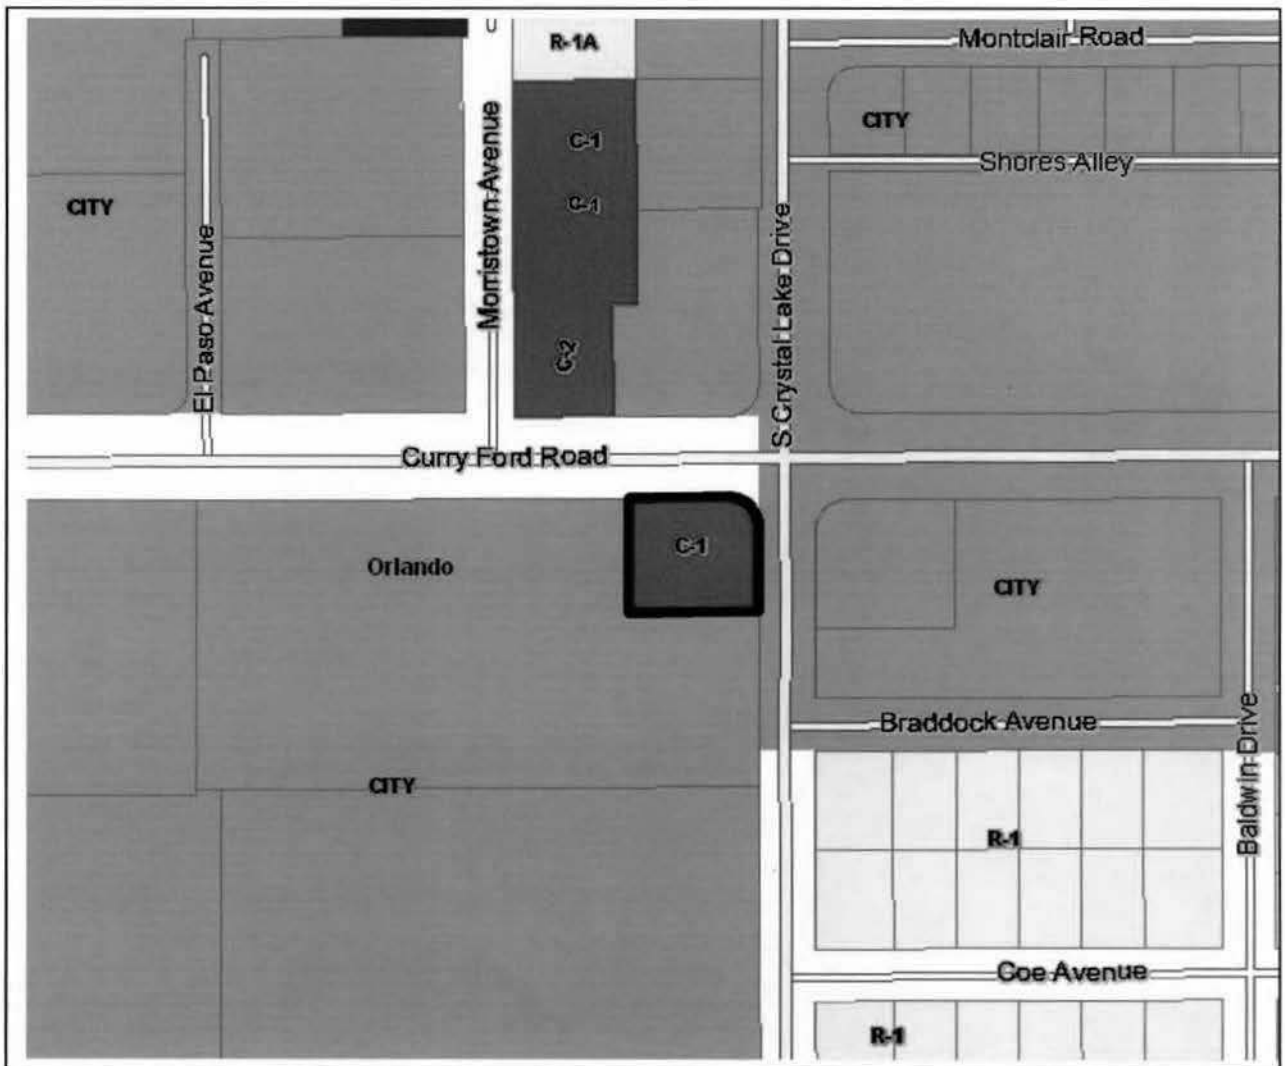 R-1A
Montclair Road
C-1
CITY
Shores Alley
CITY
C-1
Morristown Avenue
El Paso Avenue
S Crystal Lake Drive
C-2
Curry Ford Road
C-1
Orlando
CITY
Braddock Avenue
CITY
Baldwin Drive
R-1
Coe Avenue
R-1